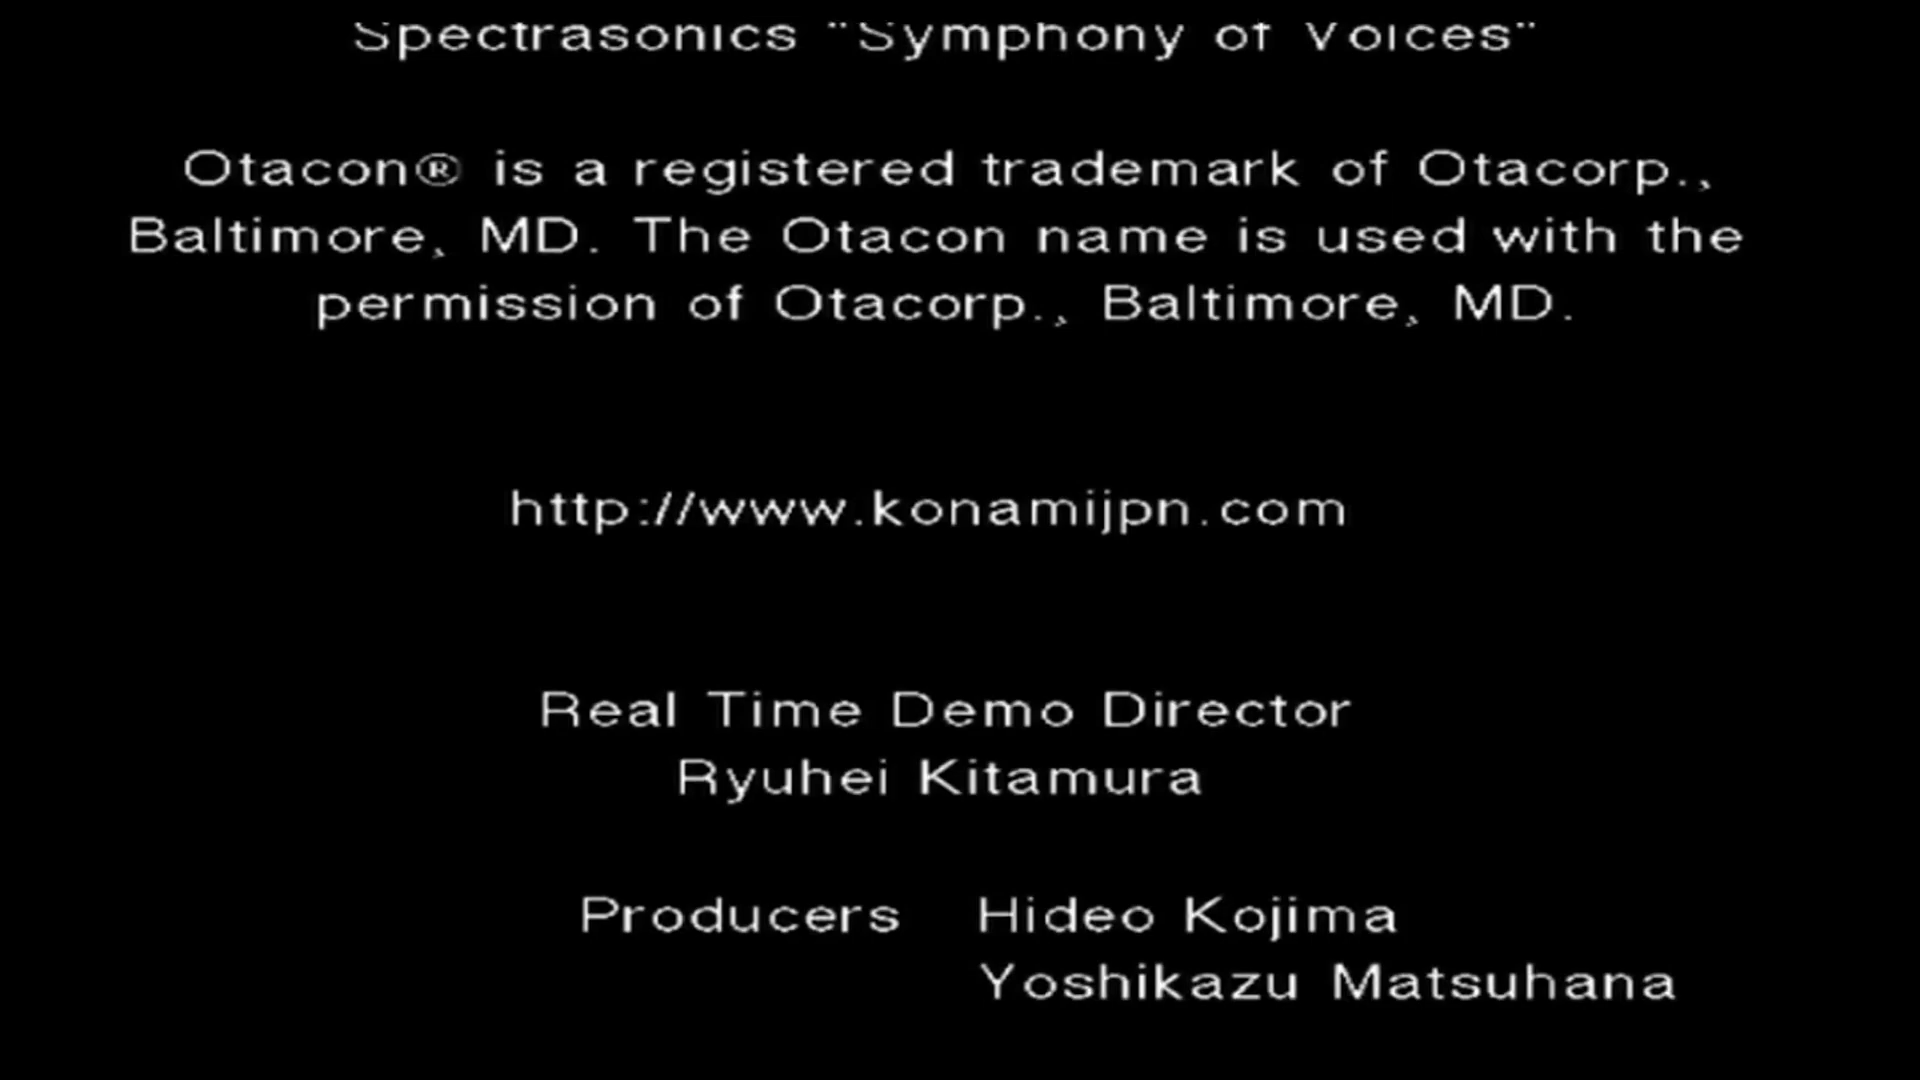 Spectrasonics "Symphony of Voices"
Otacon® is a registered trademark of Otacorp.,
Baltimore, MD. The Otacon name is used with the
permission of Otacorp., Baltimore, MD.
http://www.konamijpn.com
Real Time Demo Director
Ryuhei Kitamura
Producers Hideo Kojima
Yoshikazu Matsuhana